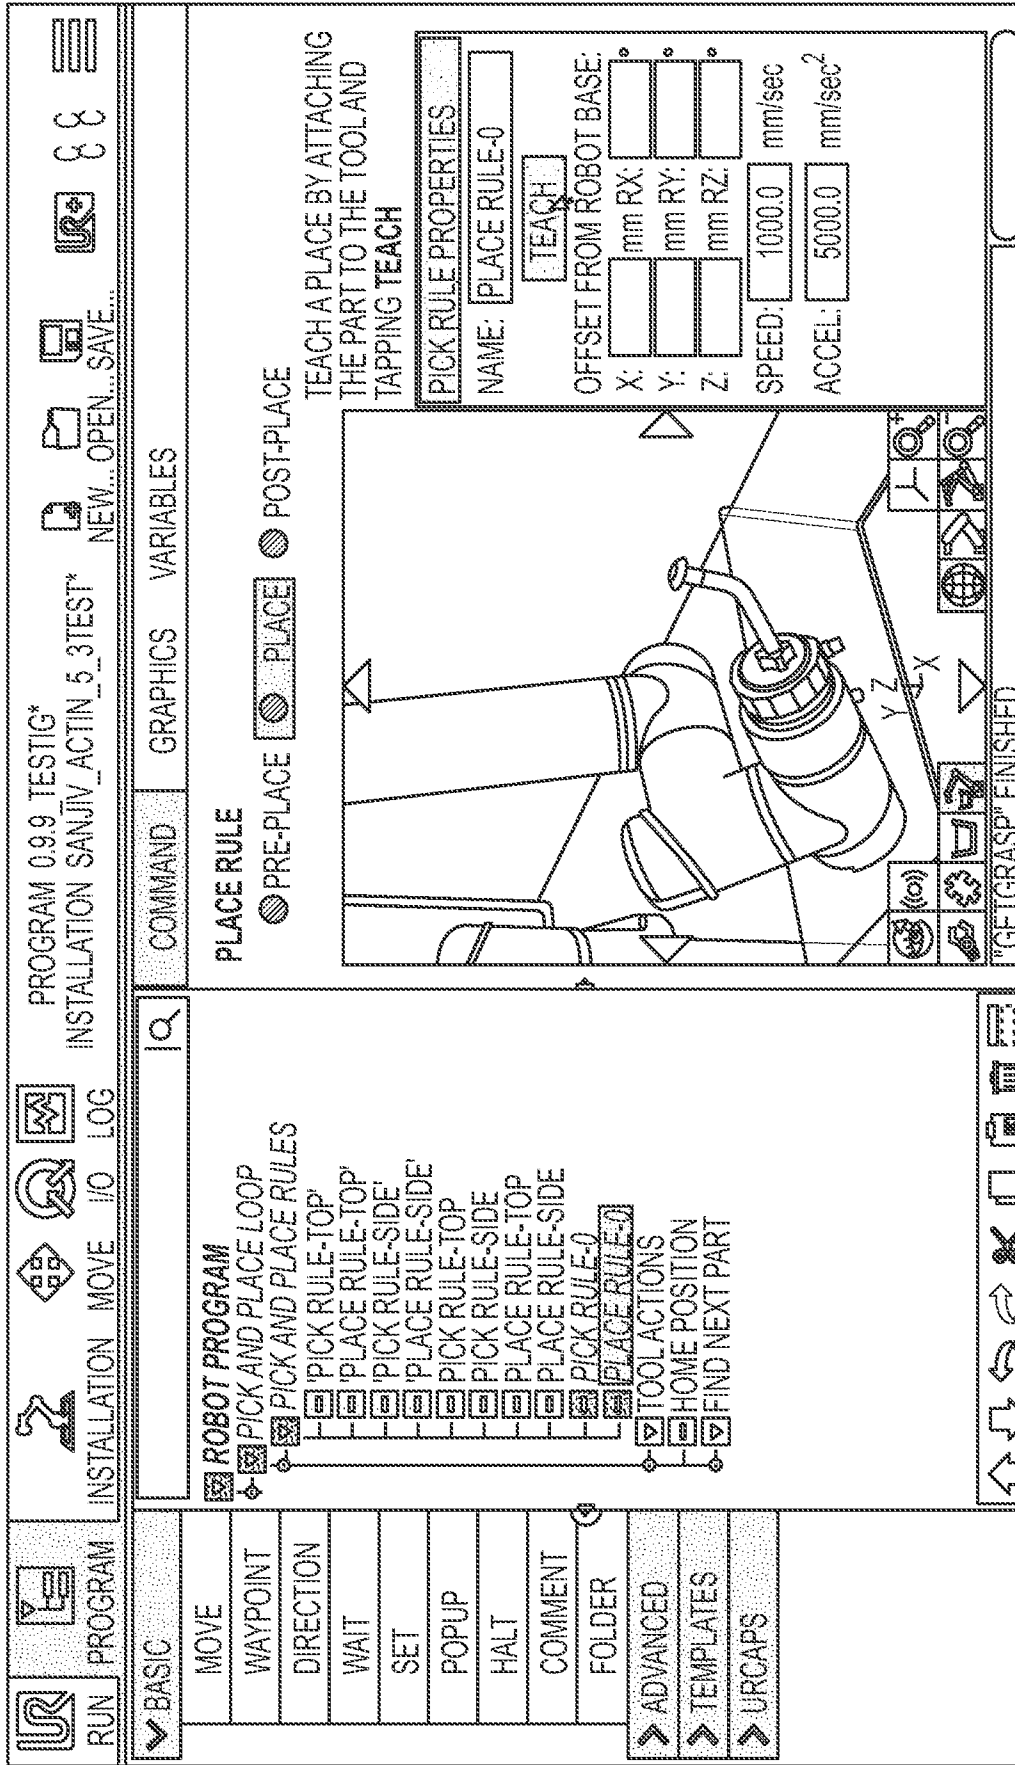 RUN
PROGRAM
INSTALLATION
MOVE
I/O
LOG
PROGRAM 0.9.9_TESTIG*
INSTALLATION SANJIV_ACTIN_5_3TEST*
NEW...
OPEN...
SAVE...
C C
C C
BASIC
MOVE
WAYPOINT
DIRECTION
WAIT
SET
POPUP
HALT
COMMENT
FOLDER
ADVANCED
TEMPLATES
URCAPS
ROBOT PROGRAM
PICK AND PLACE LOOP
PICK AND PLACE RULES
'PICK RULE-TOP'
'PLACE RULE-TOP'
'PICK RULE-SIDE'
'PLACE RULE-SIDE'
PICK RULE-TOP
PICK RULE-SIDE
PLACE RULE-TOP
PLACE RULE-SIDE
PICK RULE-0
PLACE RULE-0
TOOL ACTIONS
HOME POSITION
FIND NEXT PART
COMMAND
GRAPHICS
VARIABLES
PLACE RULE
PRE-PLACE
PLACE
POST-PLACE
TEACH A PLACE BY ATTACHING
THE PART TO THE TOOL AND
TAPPING TEACH
PICK RULE PROPERTIES
NAME: PLACE RULE-0
TEACH
OFFSET FROM ROBOT BASE:
X: mm RX: °
Y: mm RY: °
Z: mm RZ: °
SPEED: 1000.0 mm/sec
ACCEL: 5000.0 mm/sec²
Y Z
X
"GETGRASP" FINISHED